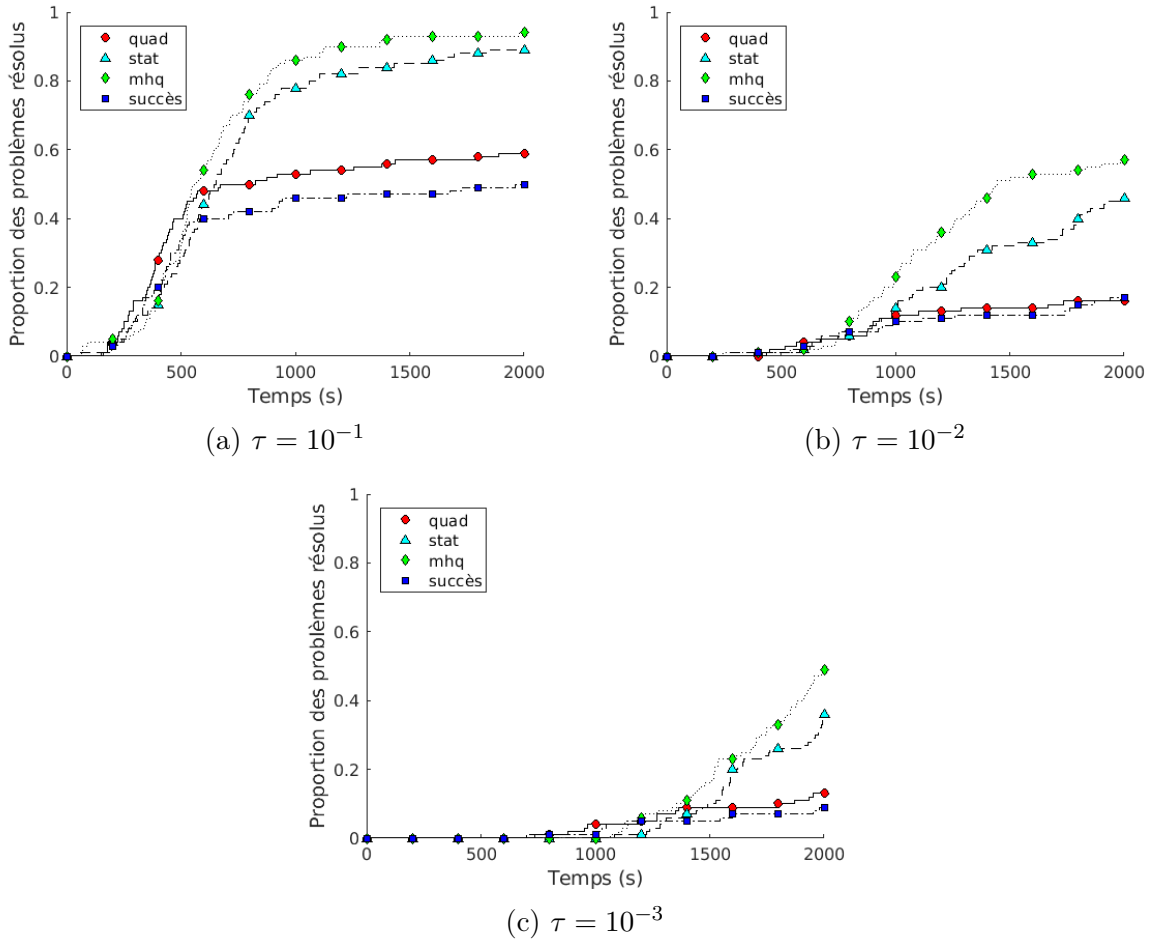 1
0.8
0.6
0.4
0.2
0
Proportion des problèmes résolus
quad
stat
mhq
succès
0 500 1000 1500 2000
Temps (s)
(a) τ = 10⁻¹
1
0.8
0.6
0.4
0.2
0
Proportion des problèmes résolus
quad
stat
mhq
succès
0 500 1000 1500 2000
Temps (s)
(b) τ = 10⁻²
1
0.8
0.6
0.4
0.2
0
Proportion des problèmes résolus
quad
stat
mhq
succès
0 500 1000 1500 2000
Temps (s)
(c) τ = 10⁻³